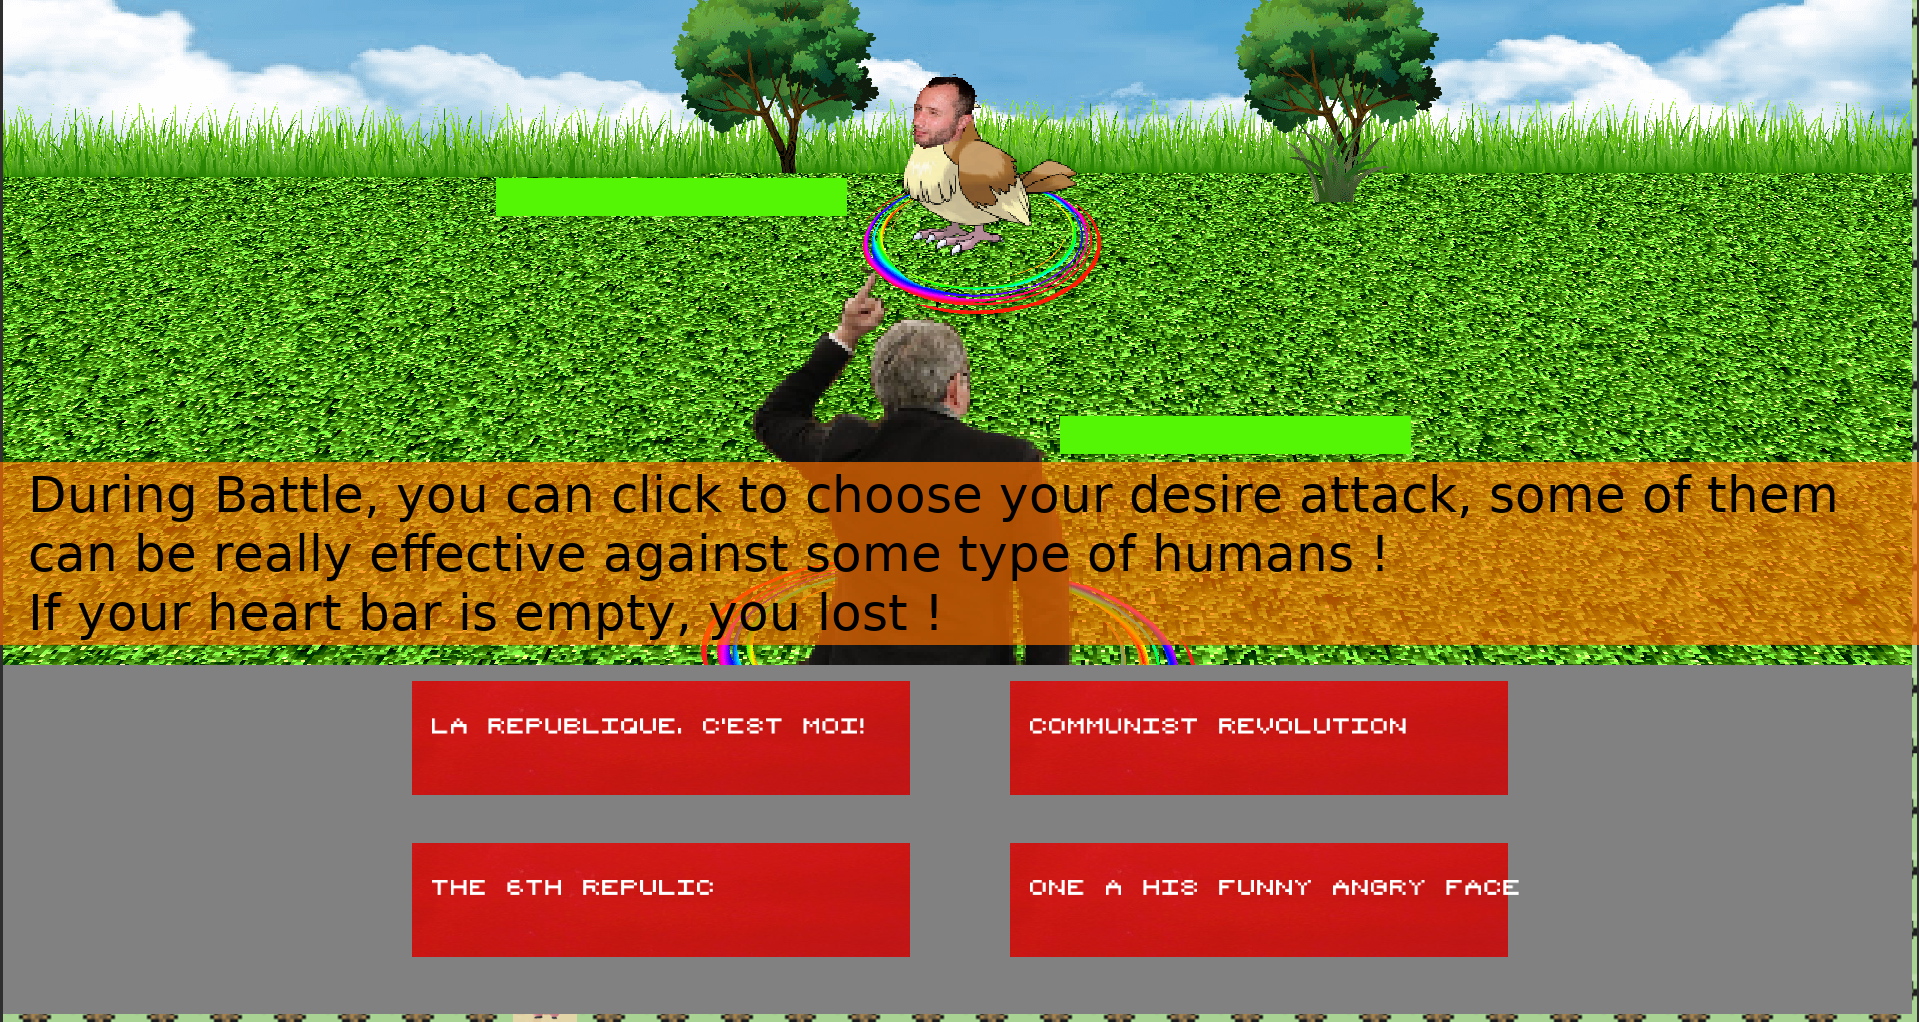 During Battle, you can click to choose your desire attack, some of them
can be really effective against some type of humans !
If your heart bar is empty, you lost !
LA REPUBLIQUE, C'EST MOI!
COMMUNIST REVOLUTION
THE 6TH REPULIC
ONE A HIS FUNNY ANGRY FACE